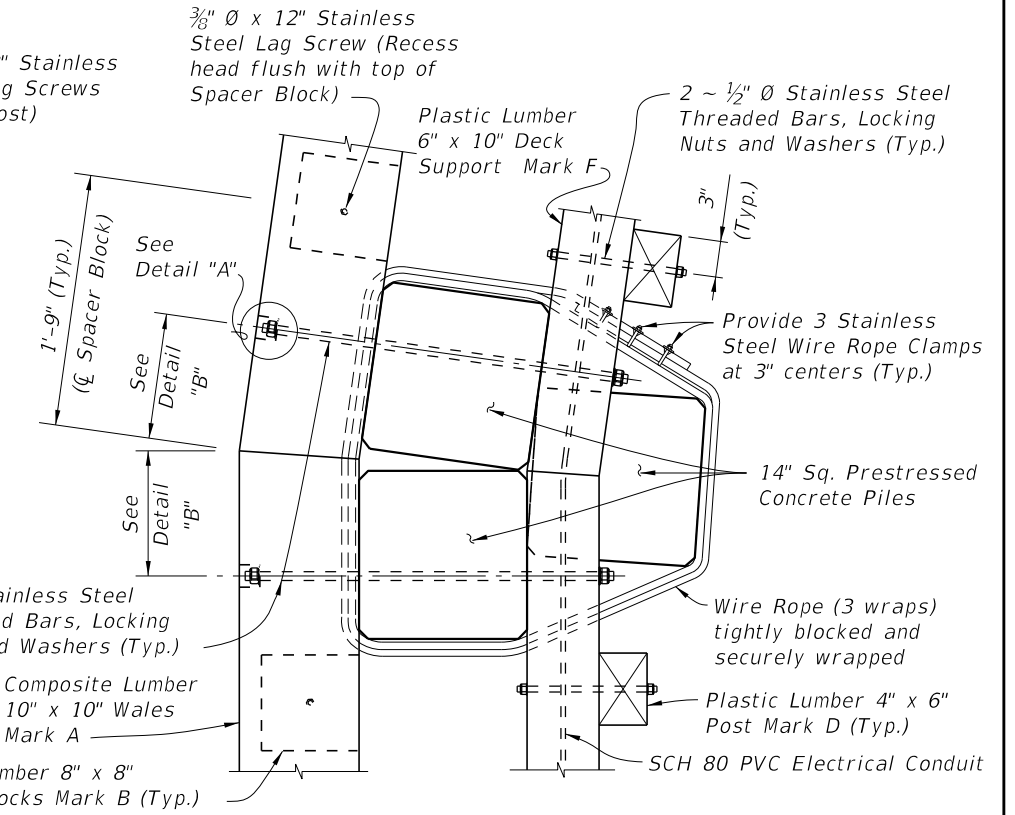 ⅜" Ø x 12" Stainless
Steel Lag Screw (Recess
head flush with top of
Spacer Block)
" Stainless
g Screws
ost)
Plastic Lumber
6" x 10" Deck
Support Mark F
2 ~ ½" Ø Stainless Steel
Threaded Bars, Locking
Nuts and Washers (Typ.)
3"
(Typ.)
1'-9" (Typ.)
(℄ Spacer Block)
See
Detail "A"
See
Detail
"B"
Provide 3 Stainless
Steel Wire Rope Clamps
at 3" centers (Typ.)
14" Sq. Prestressed
Concrete Piles
See
Detail
"B"
ainless Steel
d Bars, Locking
d Washers (Typ.)
Wire Rope (3 wraps)
tightly blocked and
securely wrapped
Composite Lumber
10" x 10" Wales
Mark A
Plastic Lumber 4" x 6"
Post Mark D (Typ.)
SCH 80 PVC Electrical Conduit
mber 8" x 8"
ocks Mark B (Typ.)